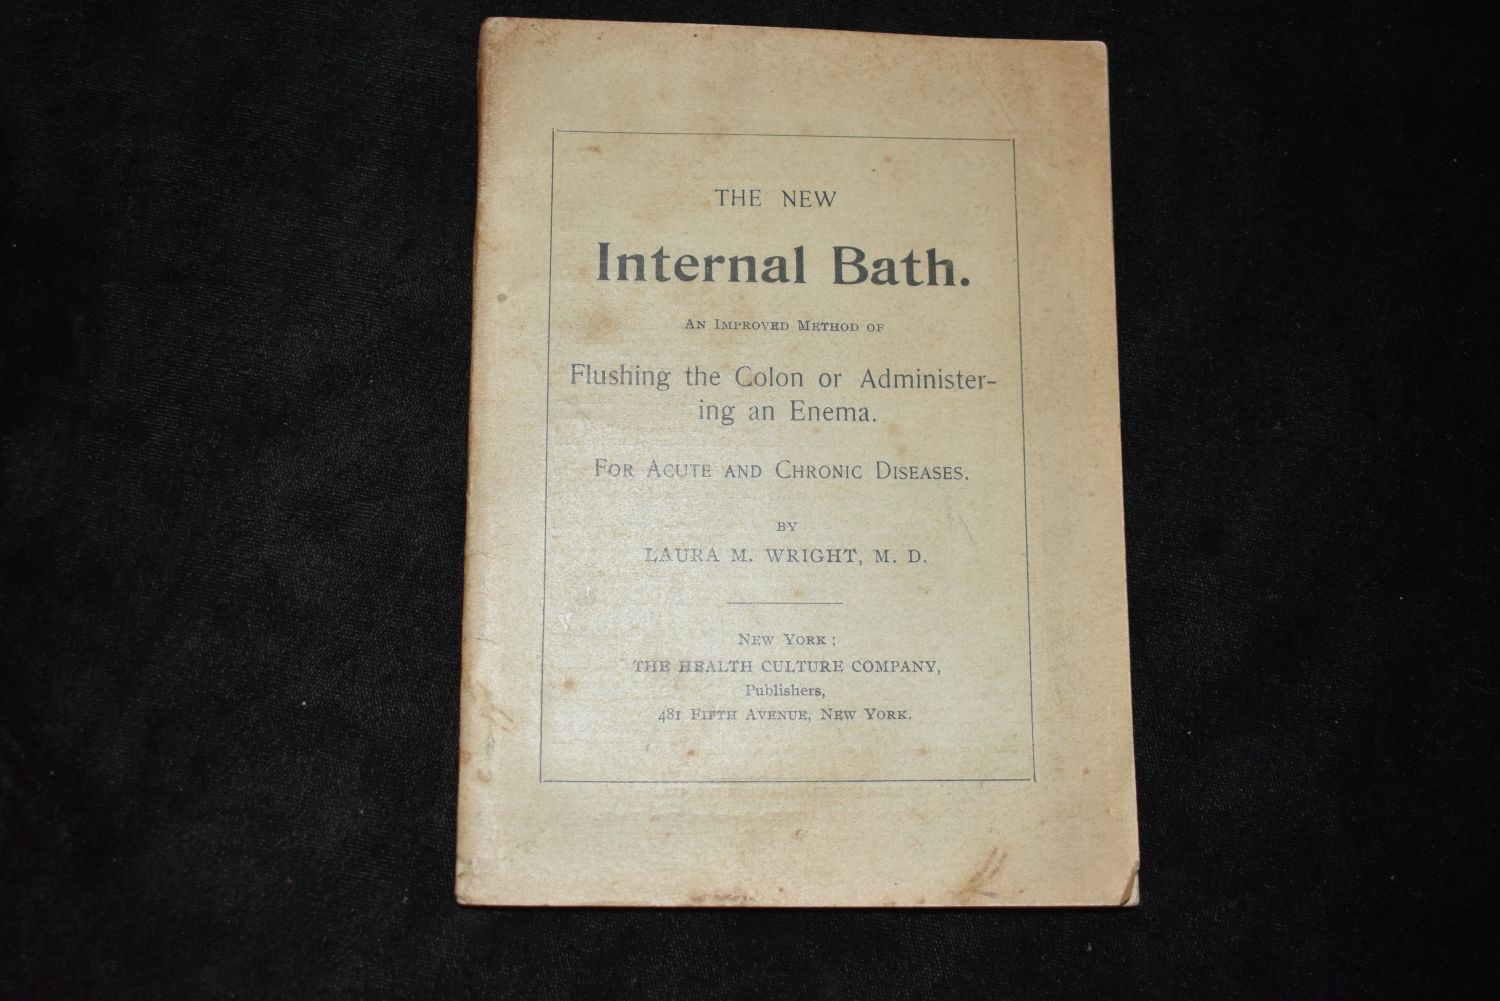 THE NEW
Internal Bath.
AN IMPROVED METHOD OF
Flushing the Colon or Administer-
ing an Enema.
FOR ACUTE AND CHRONIC DISEASES.
BY
LAURA M. WRIGHT, M. D.
NEW YORK:
THE HEALTH CULTURE COMPANY,
Publishers,
481 FIFTH AVENUE, NEW YORK.